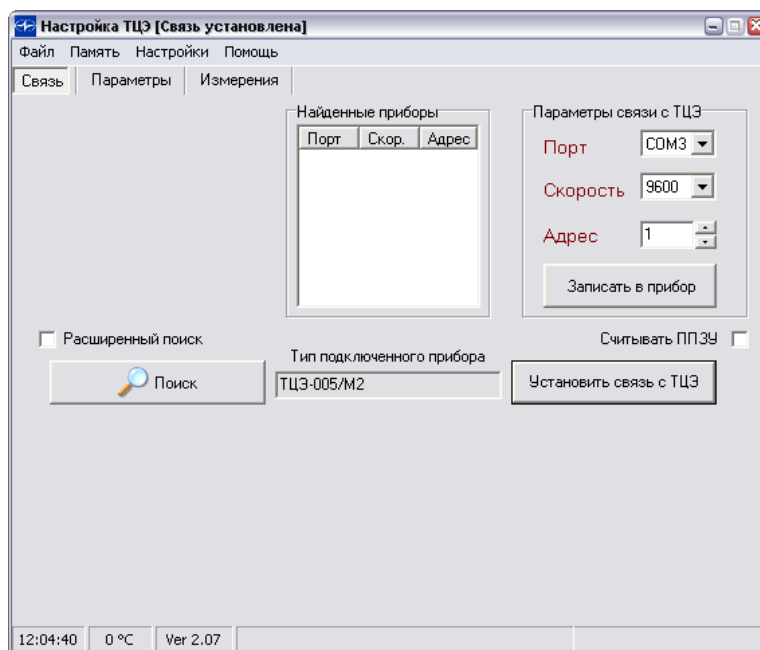 Настройка ТЦЭ [Связь установлена]
Файл Память Настройки Помощь
Связь Параметры Измерения
Найденные приборы
Порт Скор. Адрес
Параметры связи с ТЦЭ
Порт COM3
Скорость 9600
Адрес 1
Записать в прибор
Расширенный поиск
Считывать ППЗУ
Поиск
Тип подключенного прибора
ТЦЭ-005/М2
Установить связь с ТЦЭ
12:04:40 0 °C Ver 2.07